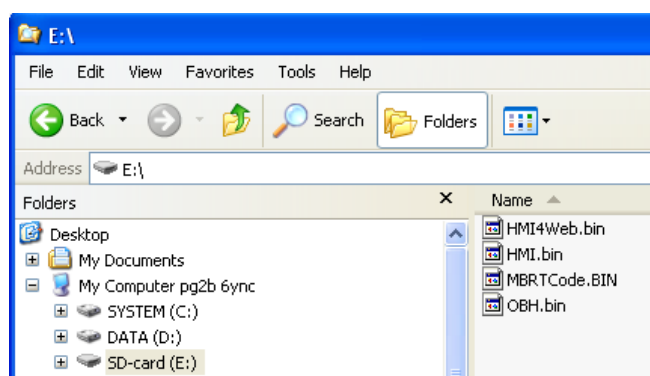 E:\
File Edit View Favorites Tools Help
Back Search Folders
Address E:\
Folders X Name
Desktop HMI4Web.bin
My Documents HMI.bin
My Computer pg2b 6ync MBRTCode.BIN
SYSTEM (C:) OBH.bin
DATA (D:)
SD-card (E:)